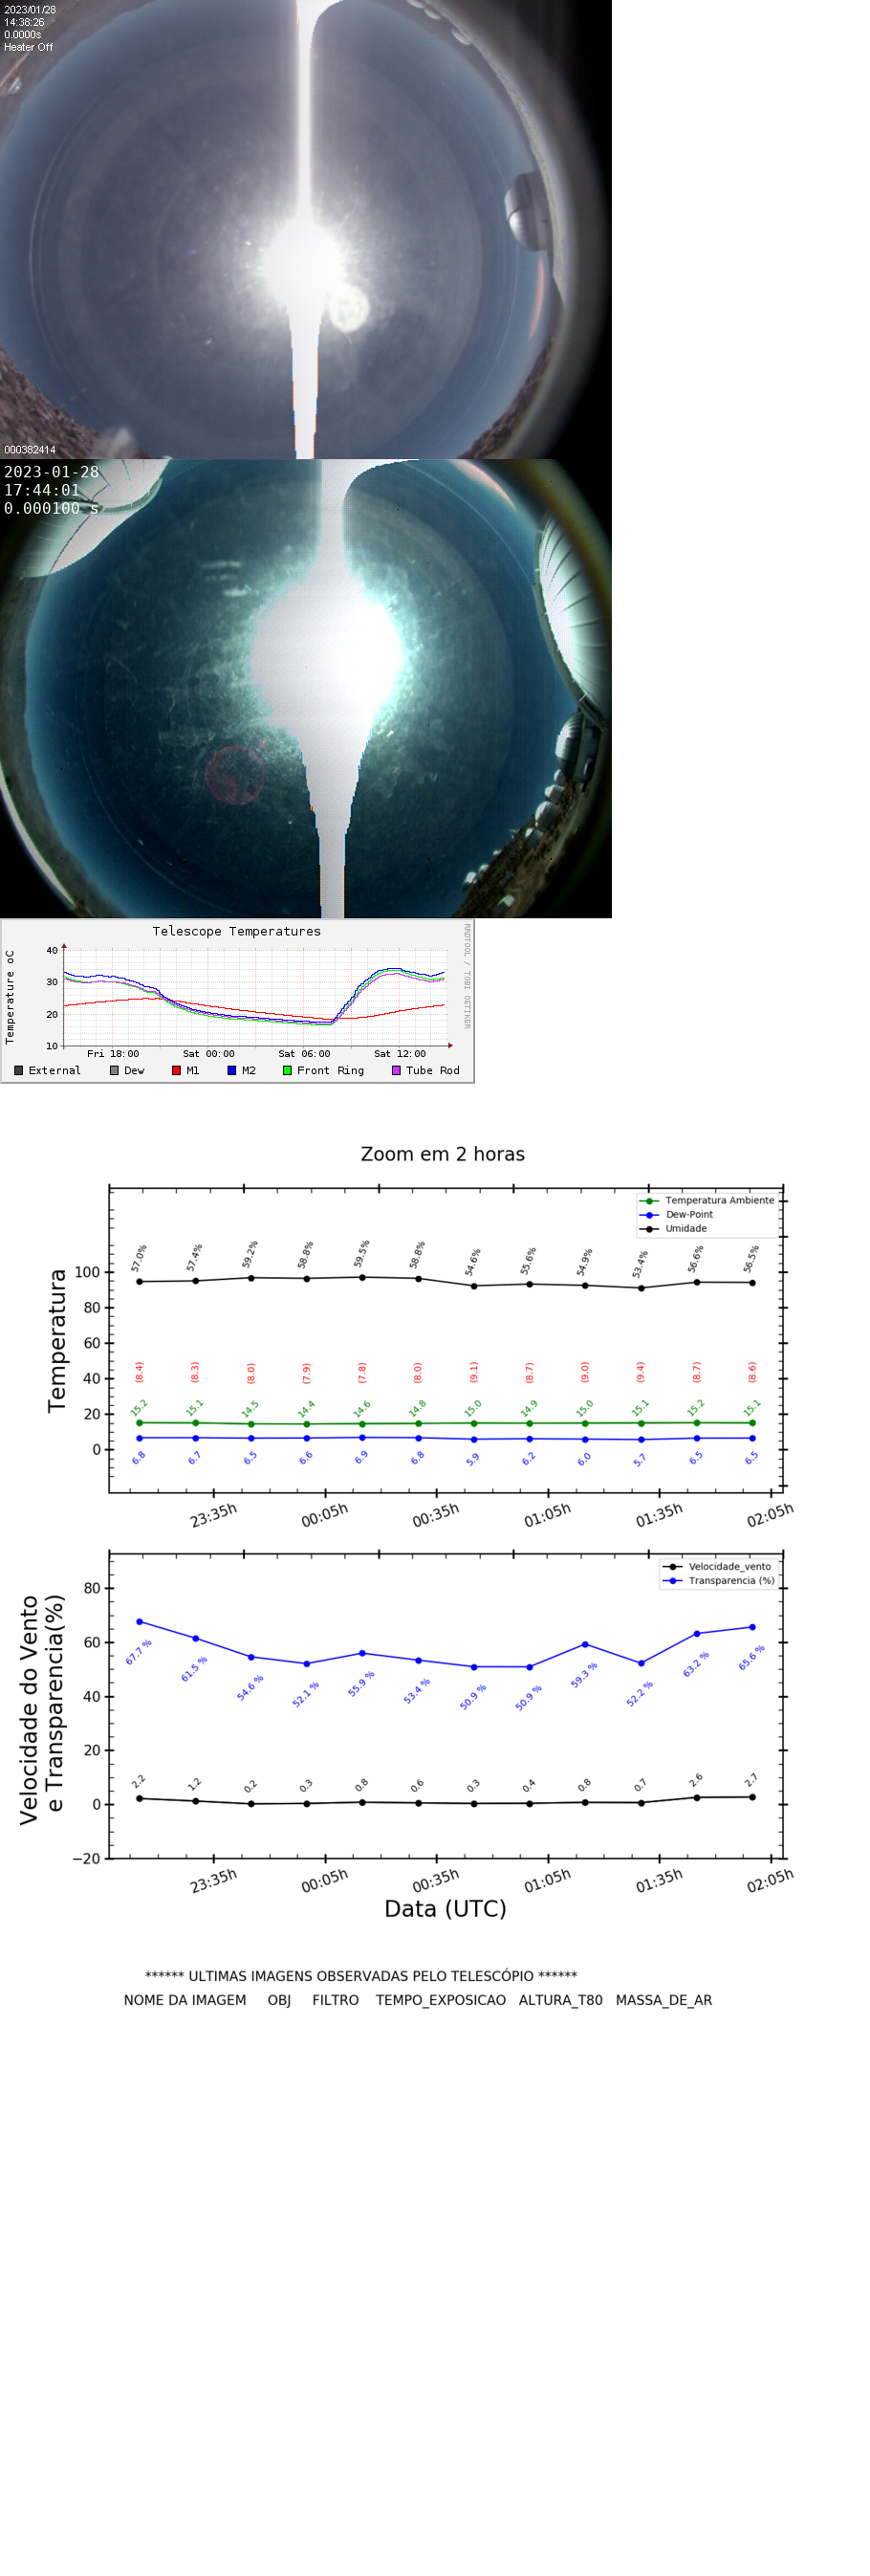 2023/01/28
14:38:26
0.0000s
Heater Off
000382414
2023-01-28
17:44:01
0.000100 s
Telescope Temperatures
RRDTOOL / TOBI OETIKER
Temperature oC
40
30
20
10
Fri 18:00 Sat 00:00 Sat 06:00 Sat 12:00
External Dew M1 M2 Front Ring Tube Rod
Zoom em 2 horas
Temperatura Ambiente
Dew-Point
Umidade
Temperatura
100
80
60
40
20
0
57.0% 57.4% 59.2% 58.8% 59.5% 58.8% 54.6% 55.6% 54.9% 53.4% 56.6% 56.5%
(8.4) (8.3) (8.0) (7.9) (7.8) (8.0) (9.1) (8.7) (9.0) (9.4) (8.7) (8.6)
15.2 15.1 14.5 14.4 14.6 14.8 15.0 14.9 15.0 15.1 15.2 15.1
6.8 6.7 6.5 6.6 6.9 6.8 5.9 6.2 6.0 5.7 6.5 6.5
23:35h 00:05h 00:35h 01:05h 01:35h 02:05h
Velocidade_vento
Transparencia (%)
Velocidade do Vento
e Transparencia(%)
80
60
40
20
0
−20
67.7 % 61.5 % 54.6 % 52.1 % 55.9 % 53.4 % 50.9 % 50.9 % 59.3 % 52.2 % 63.2 % 65.6 %
2.2 1.2 0.2 0.3 0.8 0.6 0.3 0.4 0.8 0.7 2.6 2.7
23:35h 00:05h 00:35h 01:05h 01:35h 02:05h
Data (UTC)
****** ULTIMAS IMAGENS OBSERVADAS PELO TELESCÓPIO ******
NOME DA IMAGEM OBJ FILTRO TEMPO_EXPOSICAO ALTURA_T80 MASSA_DE_AR